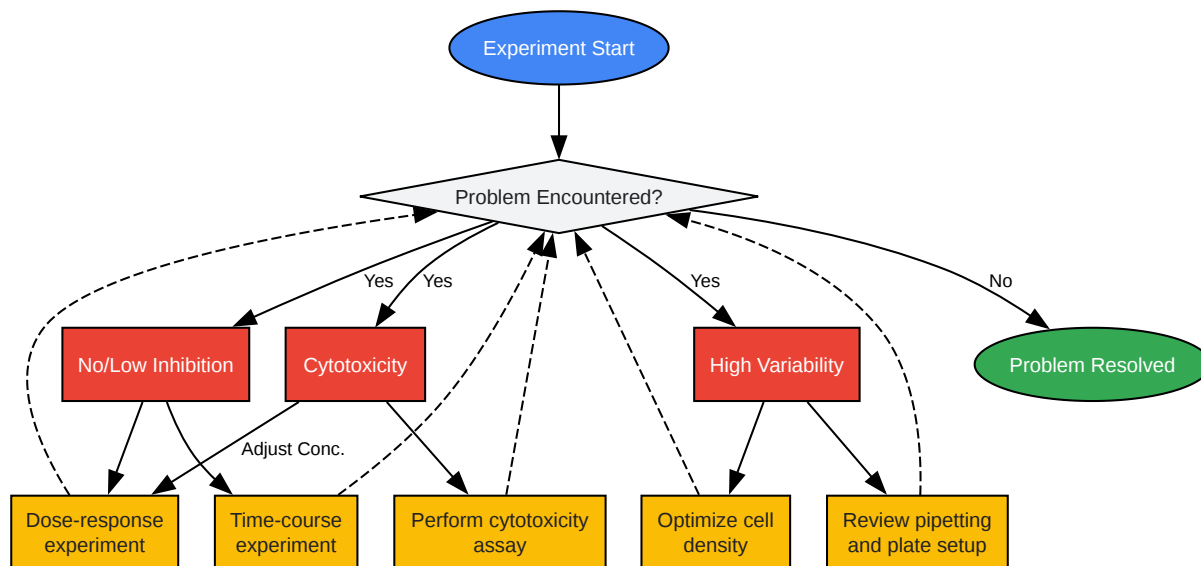 Experiment Start
Problem Encountered?
Yes
Yes
Yes
No
No/Low Inhibition
Cytotoxicity
High Variability
Problem Resolved
Adjust Conc.
Dose-response
experiment
Time-course
experiment
Perform cytotoxicity
assay
Optimize cell
density
Review pipetting
and plate setup